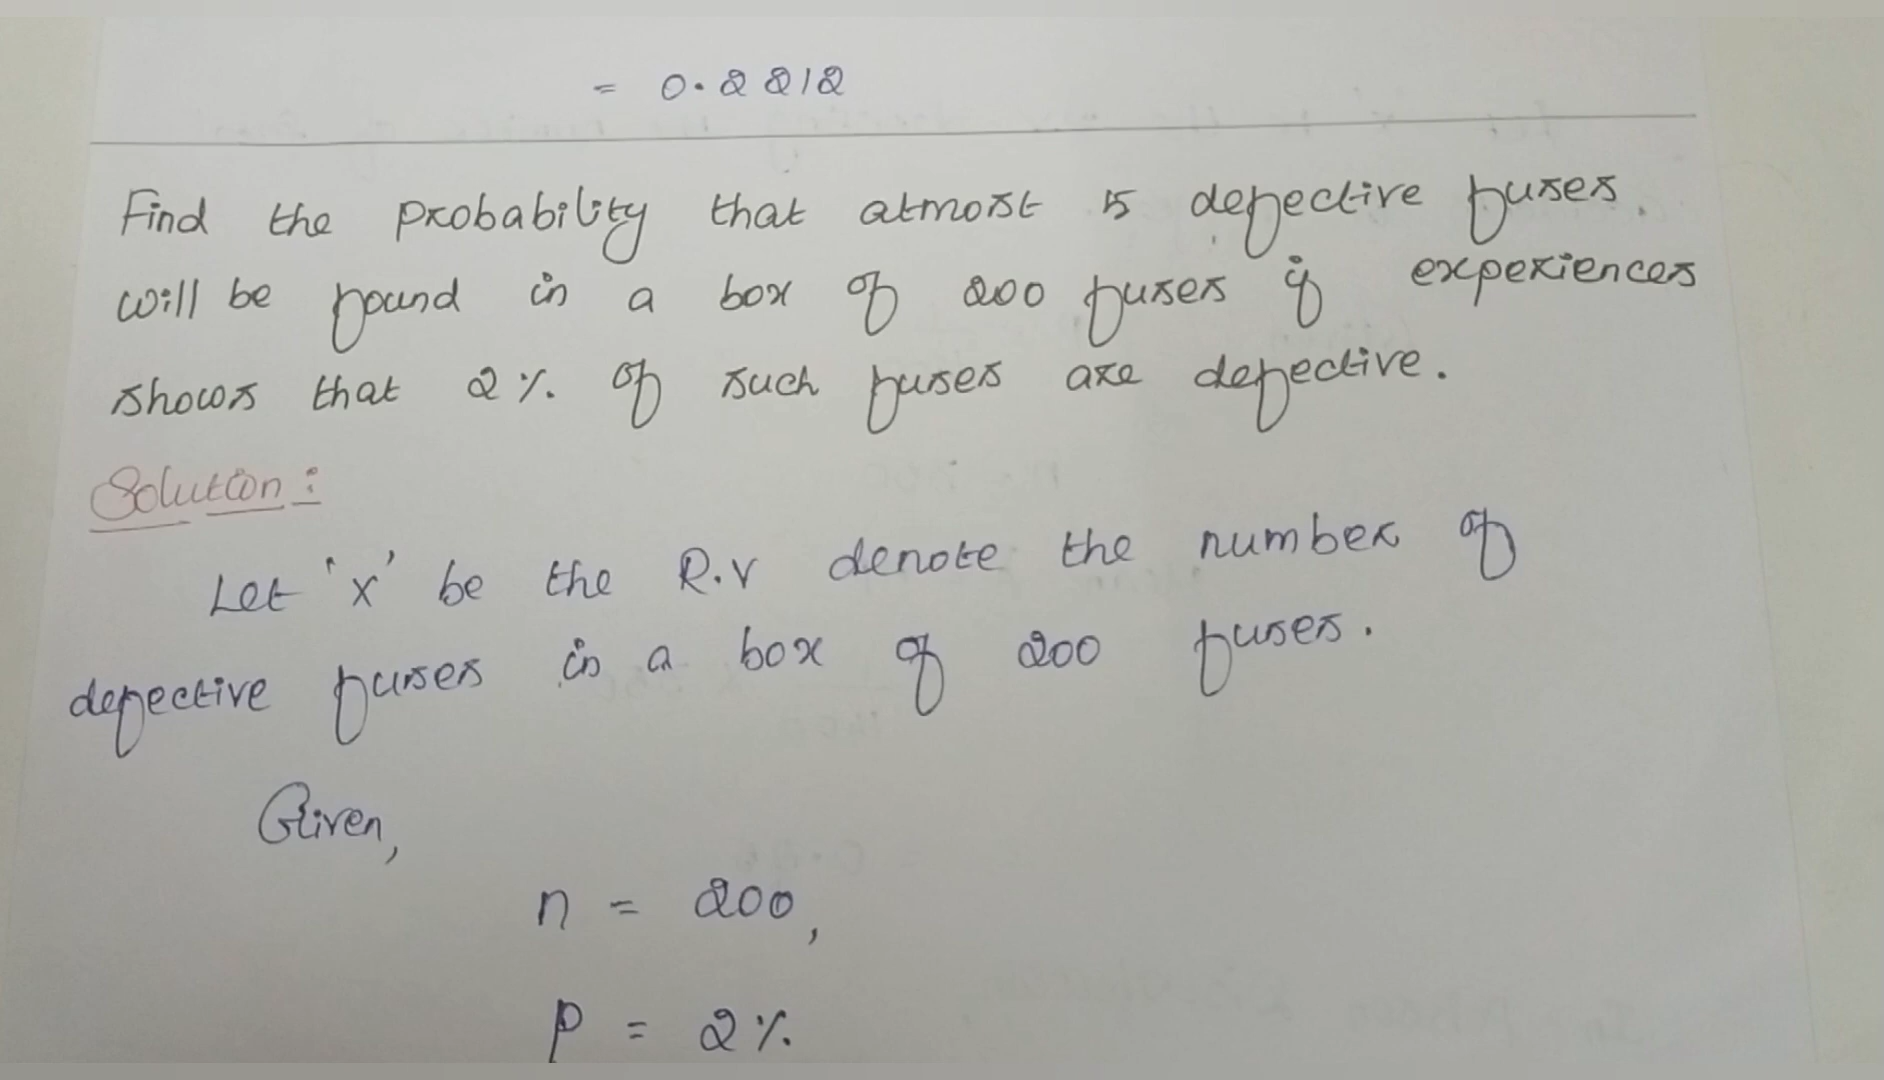 = 0.2212
Find the probability that atmost 5 defective fuses
will be found in a box of 200 fuses if experiences
shows that 2 %. of such fuses are defective.
Solution :
Let 'x' be the R.V denote the number of
defective fuses in a box of 200 fuses.
Given,
n = 200,
P = 2 %.